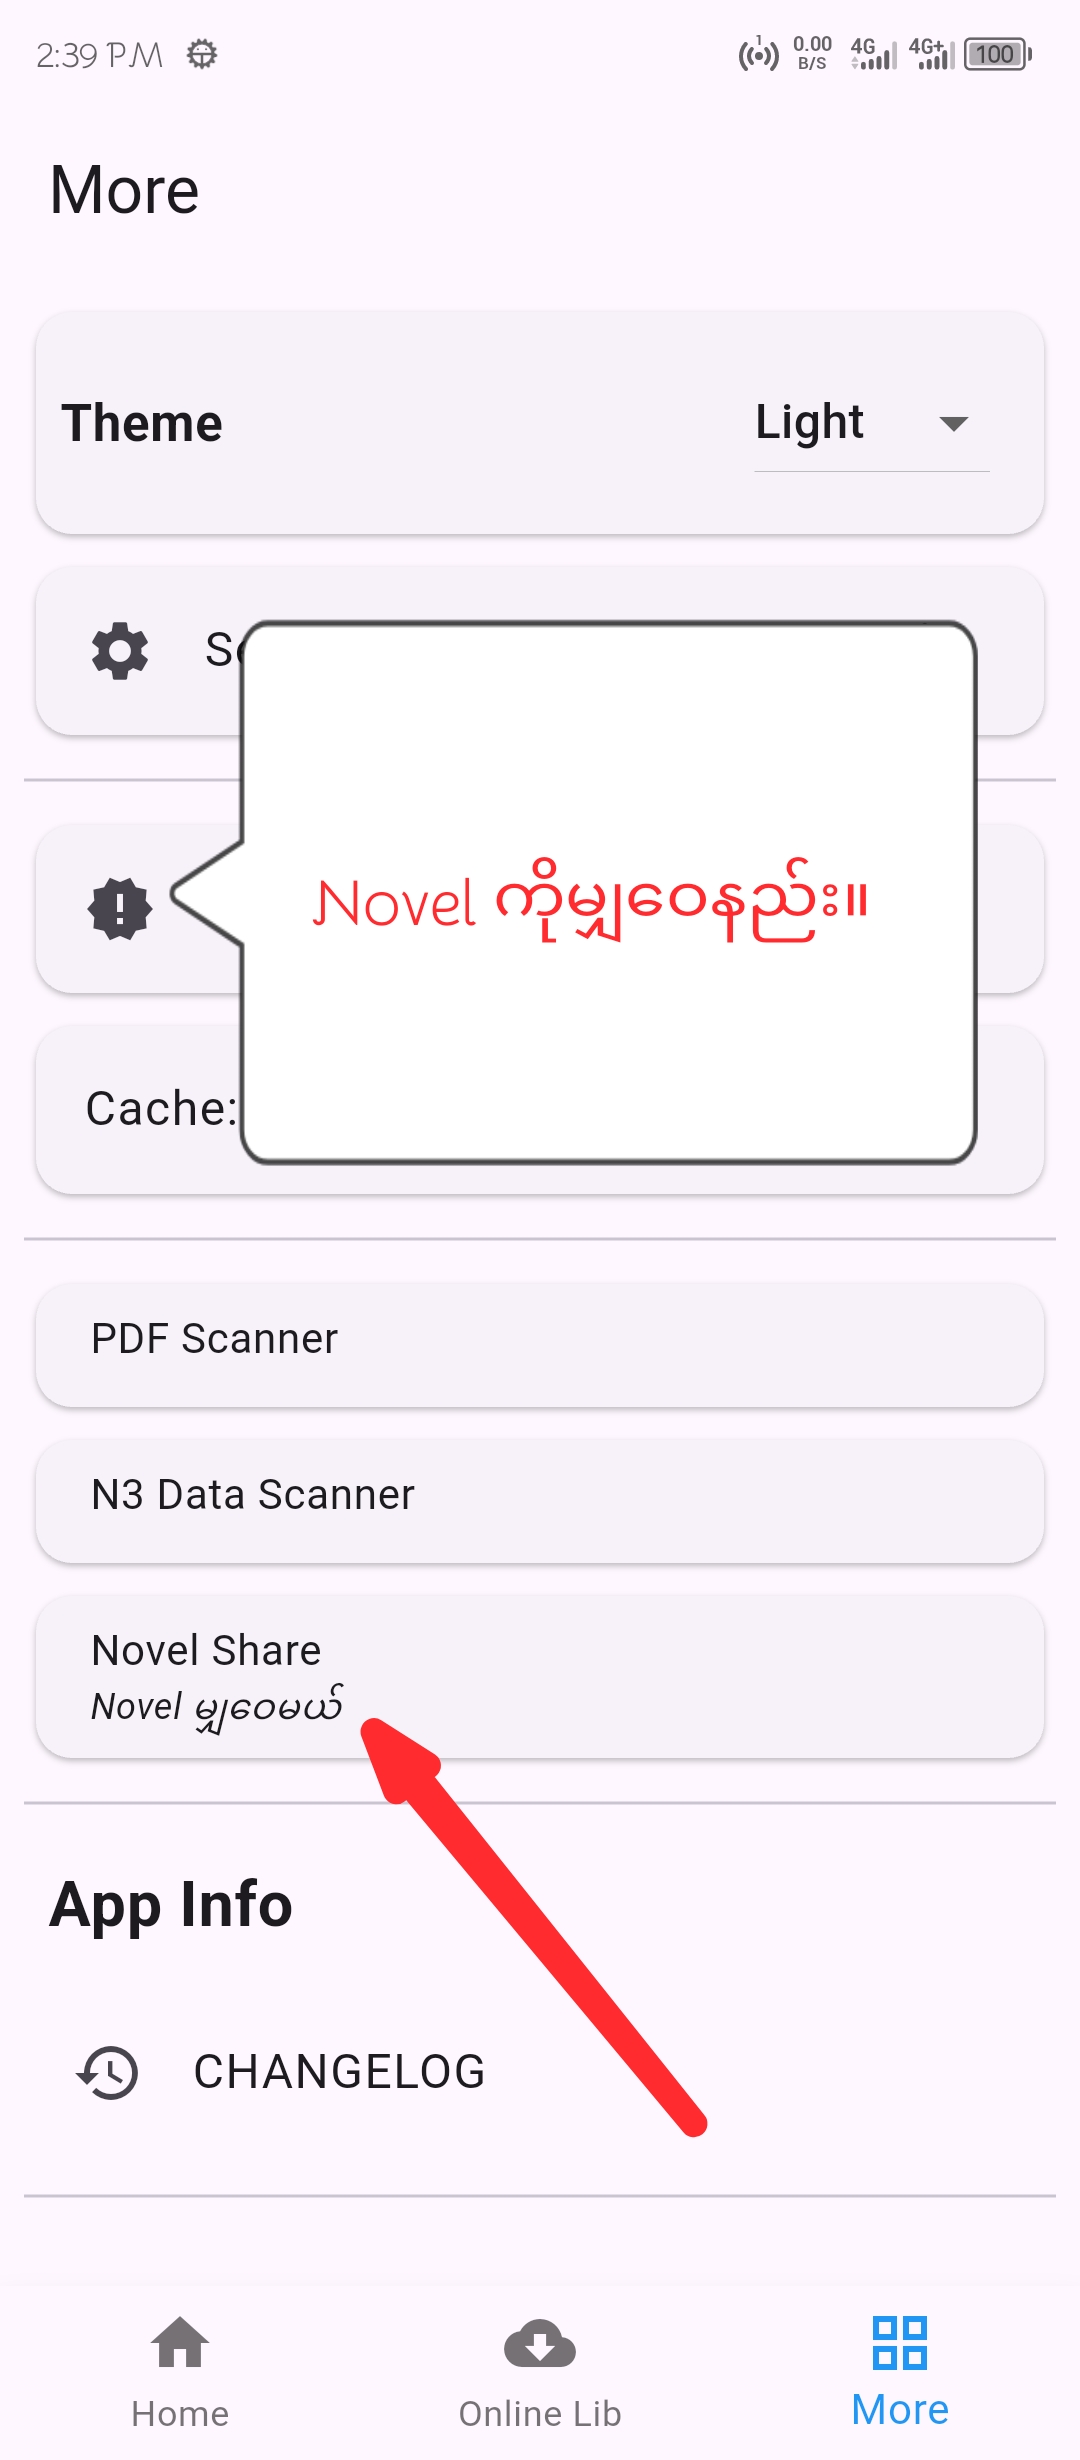 2:39 PM
1
0.00
B/S
4G
4G+
100
More
Theme
Light
Novel ကိုမျှဝေနည်း။
Cache:
PDF Scanner
N3 Data Scanner
Novel Share
Novel မျှဝေမယ်
App Info
CHANGELOG
Home
Online Lib
More